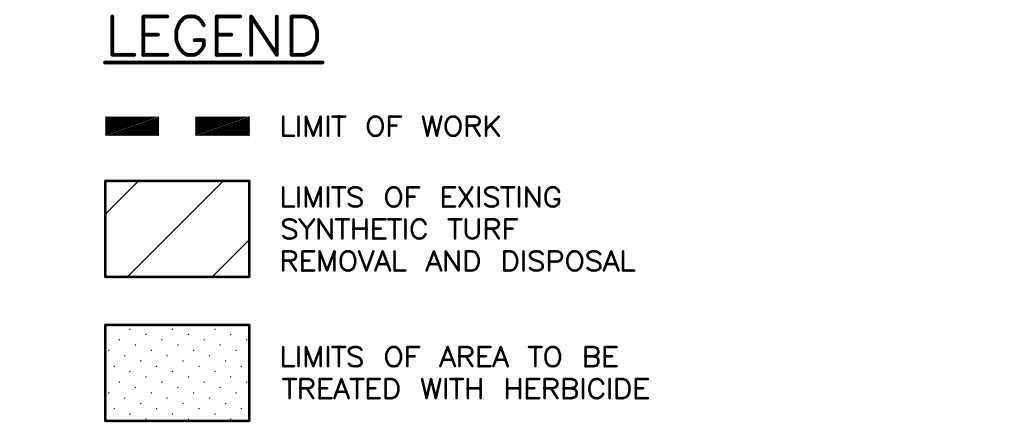 LEGEND
LIMIT OF WORK
LIMITS OF EXISTING
SYNTHETIC TURF
REMOVAL AND DISPOSAL
LIMITS OF AREA TO BE
TREATED WITH HERBICIDE